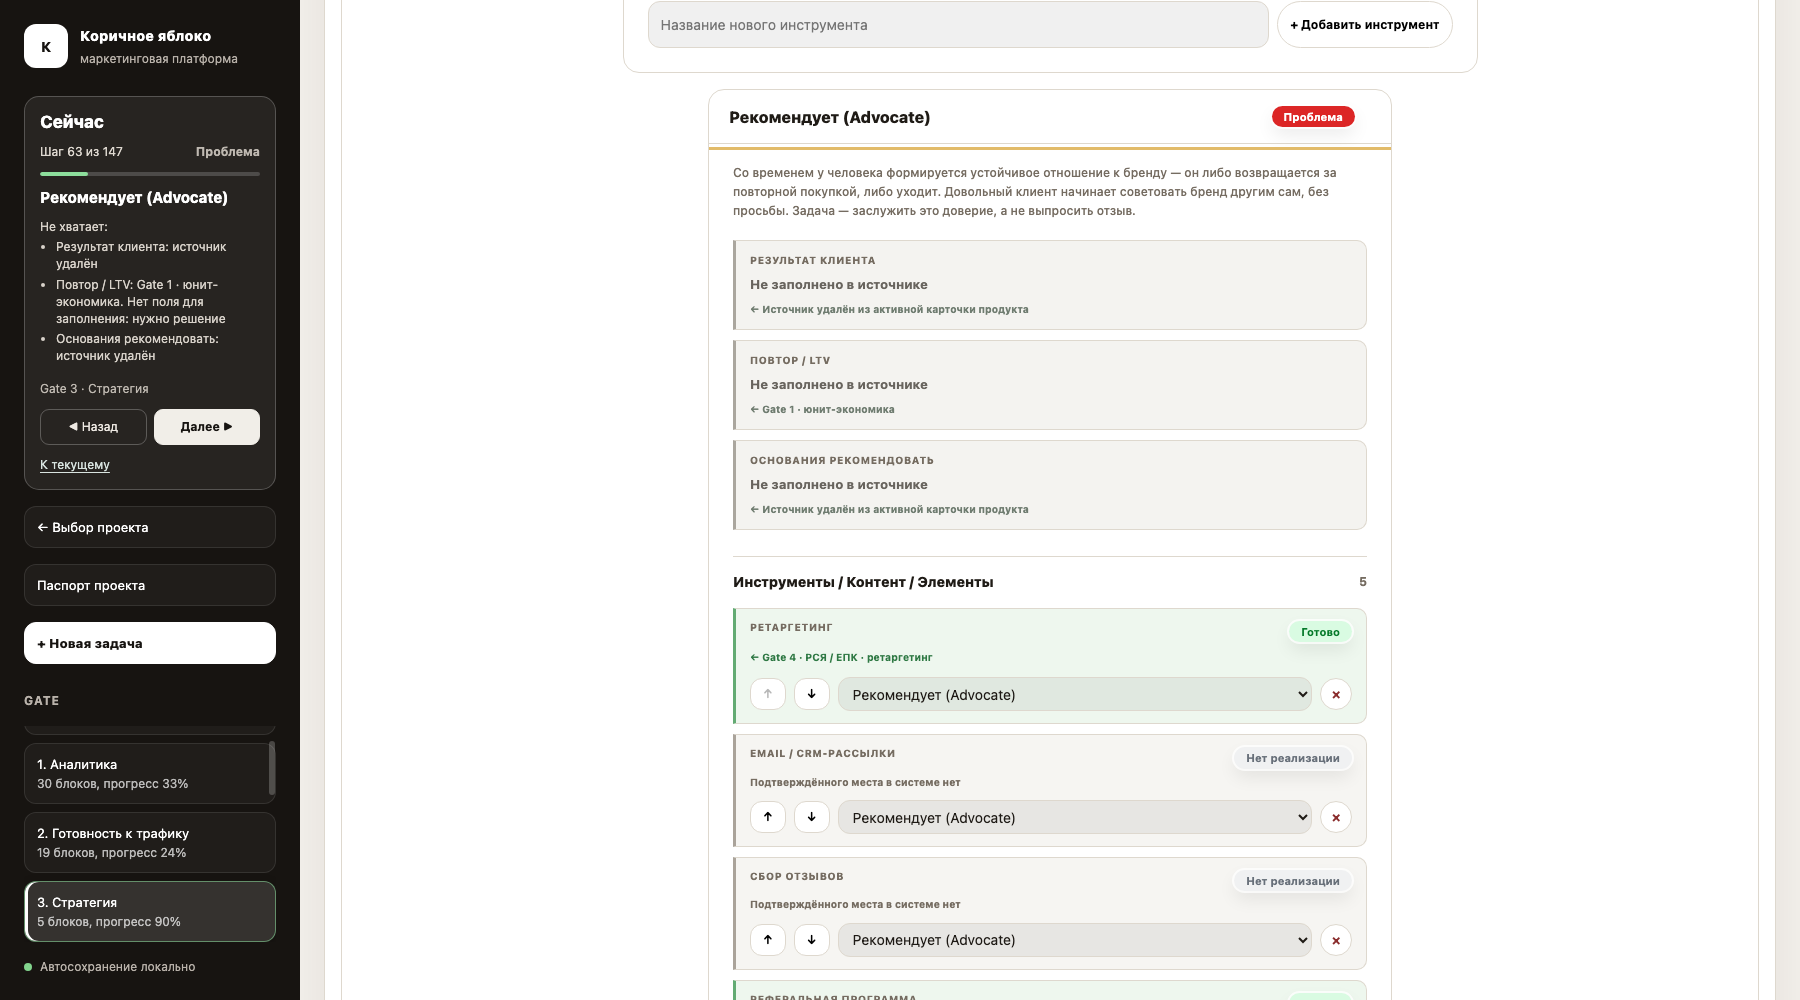 К
Коричное яблоко
маркетинговая платформа
Сейчас
Шаг 63 из 147
Проблема
Рекомендует (Advocate)
Не хватает:
• Результат клиента: источник
удалён
• Повтор / LTV: Gate 1 · юнит-
экономика. Нет поля для
заполнения: нужно решение
• Основания рекомендовать:
источник удалён
Gate 3 · Стратегия
◀ Назад
Далее ▶
К текущему
← Выбор проекта
Паспорт проекта
+ Новая задача
GATE
1. Аналитика
30 блоков, прогресс 33%
2. Готовность к трафику
19 блоков, прогресс 24%
3. Стратегия
5 блоков, прогресс 90%
Автосохранение локально
Название нового инструмента
+ Добавить инструмент
Рекомендует (Advocate)
Проблема
Со временем у человека формируется устойчивое отношение к бренду — он либо возвращается за
повторной покупкой, либо уходит. Довольный клиент начинает советовать бренд другим сам, без
просьбы. Задача — заслужить это доверие, а не выпросить отзыв.
РЕЗУЛЬТАТ КЛИЕНТА
Не заполнено в источнике
← Источник удалён из активной карточки продукта
ПОВТОР / LTV
Не заполнено в источнике
← Gate 1 · юнит-экономика
ОСНОВАНИЯ РЕКОМЕНДОВАТЬ
Не заполнено в источнике
← Источник удалён из активной карточки продукта
Инструменты / Контент / Элементы
5
РЕТАРГЕТИНГ
Готово
← Gate 4 · РСЯ / ЕПК · ретаргетинг
↑ ↓ Рекомендует (Advocate) ×
EMAIL / CRM-РАССЫЛКИ
Нет реализации
Подтверждённого места в системе нет
↑ ↓ Рекомендует (Advocate) ×
СБОР ОТЗЫВОВ
Нет реализации
Подтверждённого места в системе нет
↑ ↓ Рекомендует (Advocate) ×
РЕФЕРАЛЬНАЯ ПРОГРАММА